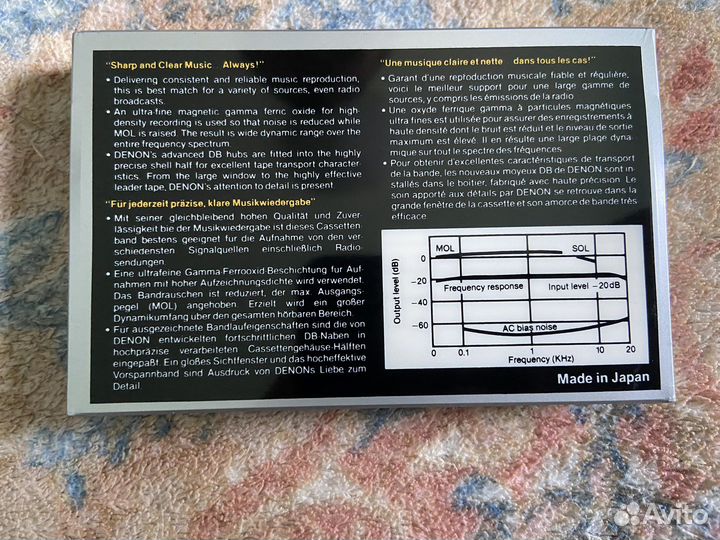 "Sharp and Clear Music Always!"
• Delivering consistent and reliable music reproduction,
this is best match for a variety of sources, even radio
broadcasts.
• An ultra-fine magnetic gamma ferric oxide for high-
density recording is used so that noise is reduced while
MOL is raised. The result is wide dynamic range over the
entire frequency spectrum.
• DENON's advanced DB hubs are fitted into the highly
precise shell half for excellent tape transport character-
istics. From the large window to the highly effective
leader tape, DENON's attention to detail is present.
"Für jederzeit präzise, klare Musikwiedergabe"
• Mit seiner gleichbleibend hohen Qualität und Zuver-
lässigkeit bie der Musikwiedergabe ist dieses Cassetten-
band bestens geeignet für die Aufnahme von den ver-
schiedensten Signalquellen einschließlich Radio-
sendungen.
• Eine ultrafeine Gamma-Ferrooxid-Beschichtung für Auf-
nahmen mit hoher Aufzeichnungsdichte wird verwendet.
Das Bandrauschen ist reduziert, der max. Ausgangs-
pegel (MOL) angehoben. Erzielt wird ein großer
Dynamikumfang über den gesamten hörbaren Bereich.
• Für ausgezeichnete Bandlaufeigenschaften sind die von
DENON entwickelten fortschrittlichen DB-Naben in
hochpräzise verarbeiteten Cassettengehäuse-Hälften
eingepaßt. Ein gloßes Sichtfenster und das hocheffektive
Vorspannband sind Ausdruck von DENONs Liebe zum
Detail.
"Une musique claire et nette dans tous les cas!"
• Garant d'une reptoduction musicale fiable et régulière,
voici le meilleur support pour une large gamme de
sources, y compris les émissions de la radio.
• Une oxyde ferrique gamma à particules magnétiques
ultra fines est utilisée pour assurer des enregistrements à
haute densité dont le bruit est réduit et le niveau de sortie
maximum est élevé. Il en résulte une large plage dyna-
mique sur tout le spectre des fréquences.
• Pour obtenir d'excellentes caractéristiques de transport
de la bande, les nouveaux moyeux DB de DENON sont in-
stallés dans le boitier, fabriqué avec haute précision. Le
soin apporté aux détails par DENON se retrouve dans la
grande fenêtre de la cassette et son amorce de bande très
efficace.
MOL SOL
0
-20
-40
-60
Output level (dB)
Frequency response Input level -20dB
AC bias noise
0 0.1 1 10 20
Frequency (KHz)
Made in Japan
Avito